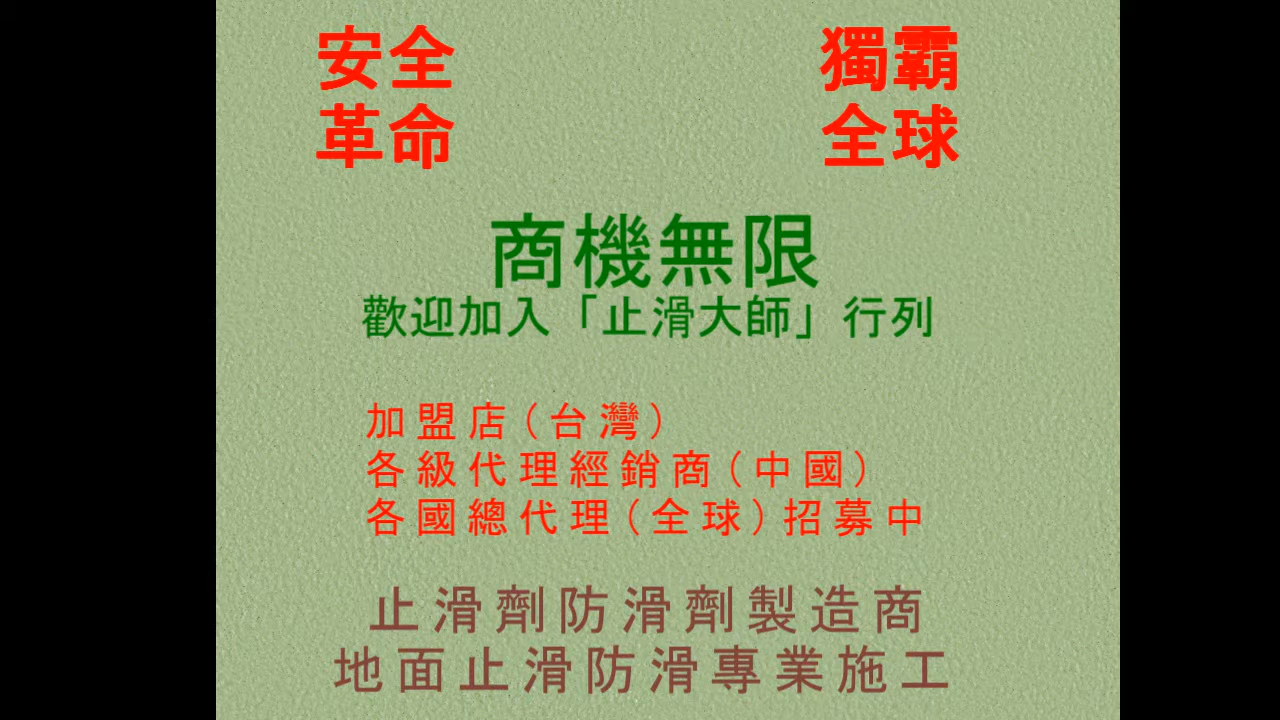 安全
革命
獨霸
全球
商機無限
歡迎加入「止滑大師」行列
加盟店(台灣)
各級代理經銷商(中國)
各國總代理(全球)招募中
止滑劑防滑劑製造商
地面止滑防滑專業施工